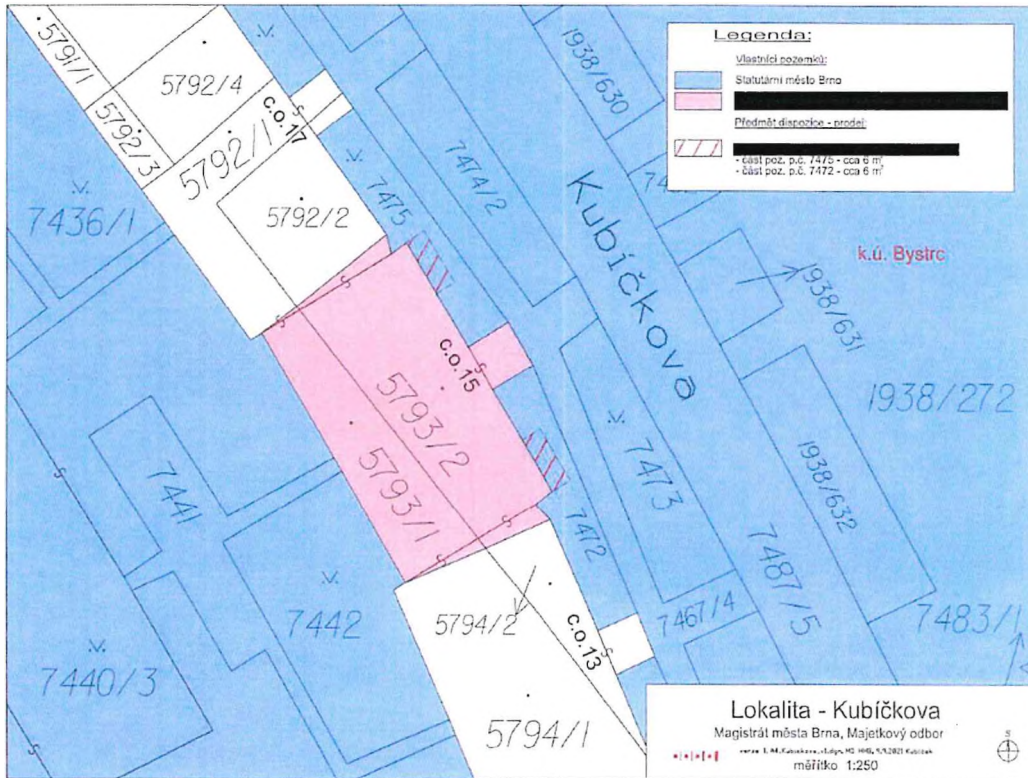 Legenda:
Vlastníci pozemků:
Statutární město Brno
Předmět dispozice - prodej:
- část poz. p.č. 7475 - cca 6 m²
- část poz. p.č. 7472 - cca 6 m²
5791/1
5792/4
5792/3
5792/1
č.o.17
5792/2
7436/1
7475
7474/2
1938/630
Kubíčkova
k.ú. Bystrc
1938/631
1938/272
č.o.15
5793/2
5793/1
7441
7473
1938/632
7472
7487/5
7442
7467/4
7483/1
7440/3
5794/2
č.o.13
5794/1
Lokalita - Kubíčkova
Magistrát města Brna, Majetkový odbor
měřítko 1:250
S